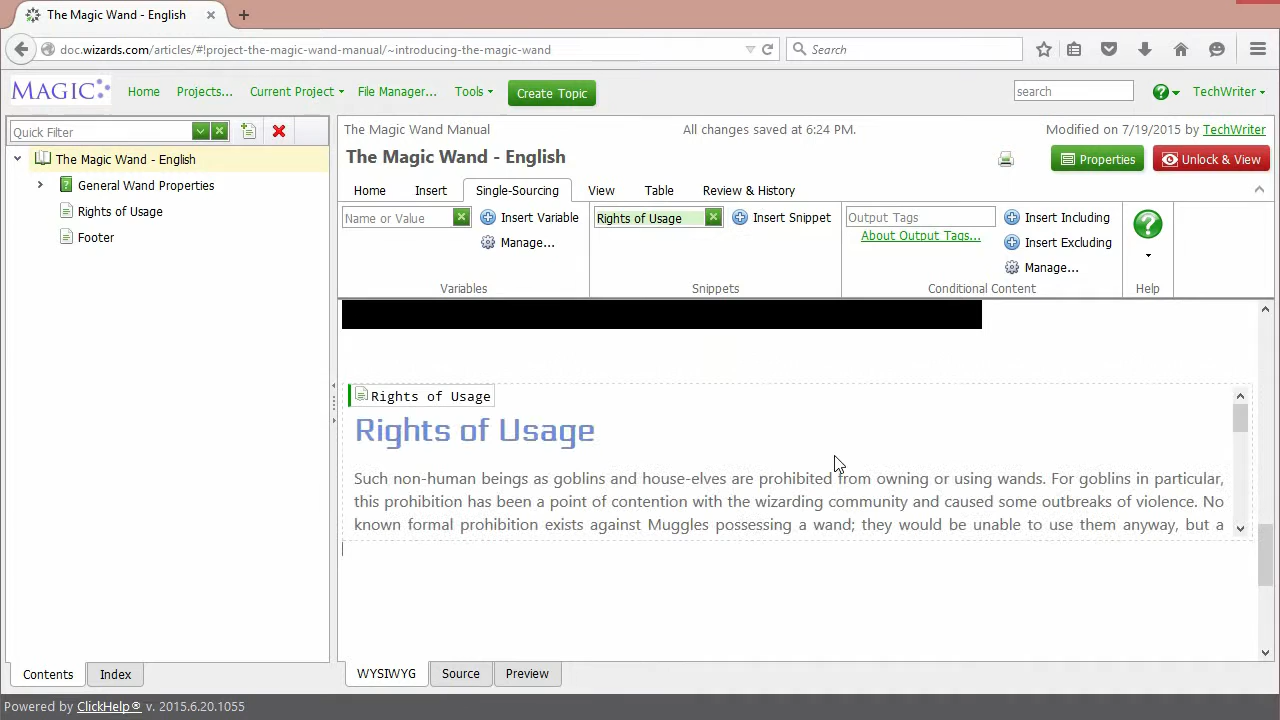 The Magic Wand - English
doc.wizards.com/articles/#!project-the-magic-wand-manual/~introducing-the-magic-wand
Search
MAGIC
Home
Projects...
Current Project
File Manager...
Tools
Create Topic
search
TechWriter
Quick Filter
The Magic Wand - English
General Wand Properties
Rights of Usage
Footer
The Magic Wand Manual
All changes saved at 6:24 PM.
Modified on 7/19/2015 by TechWriter
The Magic Wand - English
Properties
Unlock & View
Home
Insert
Single-Sourcing
View
Table
Review & History
Name or Value
Insert Variable
Manage...
Variables
Rights of Usage
Insert Snippet
Snippets
Output Tags
About Output Tags...
Insert Including
Insert Excluding
Manage...
Conditional Content
Help
Rights of Usage
Rights of Usage
Such non-human beings as goblins and house-elves are prohibited from owning or using wands. For goblins in particular,
this prohibition has been a point of contention with the wizarding community and caused some outbreaks of violence. No
known formal prohibition exists against Muggles possessing a wand; they would be unable to use them anyway, but a
Contents
Index
WYSIWYG
Source
Preview
Powered by ClickHelp® v. 2015.6.20.1055